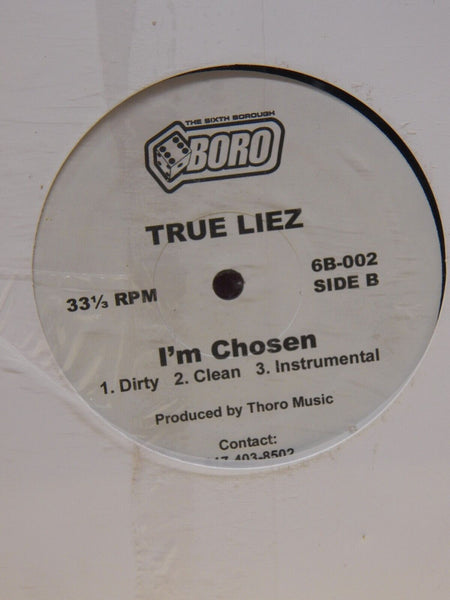 THE SIXTH BOROUGH
BORO
TRUE LIEZ
33⅓ RPM
6B-002
SIDE B
I'm Chosen
1. Dirty 2. Clean 3. Instrumental
Produced by Thoro Music
Contact: